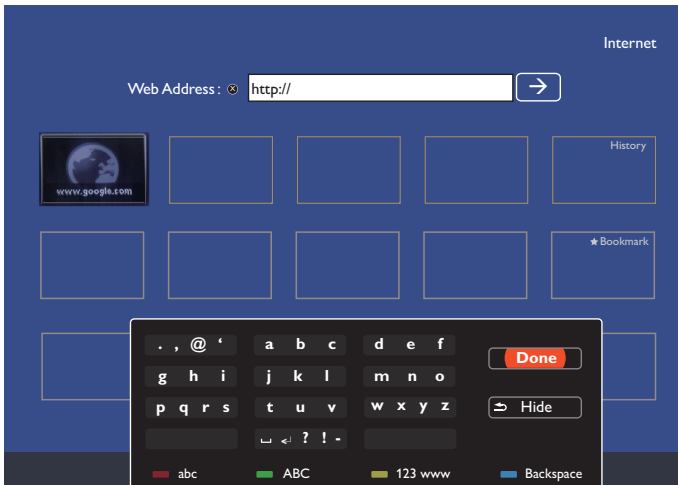 Internet
Web Address : http://
www.google.com
History
★ Bookmark
. , @ ‘ a b c d e f
Done
g h i j k l m n o
p q r s t u v w x y z
Hide
␣ ↲ ? ! -
abc ABC 123 www Backspace